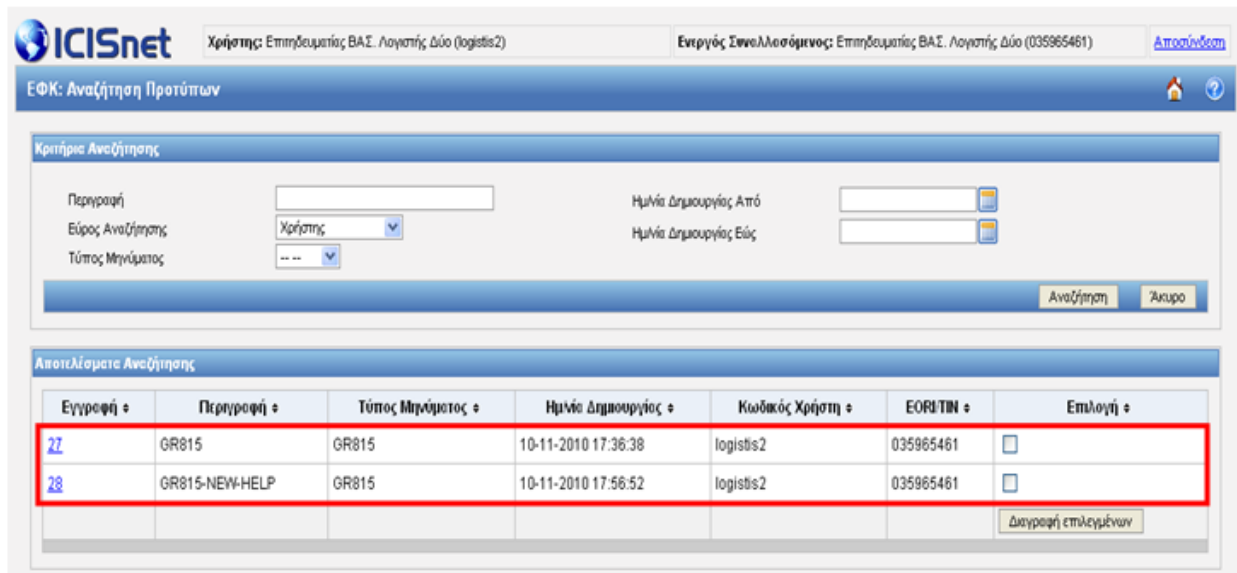 ICISnet Χρήστης: Επιτηδευματίας ΒΑΣ. Λογιστής Δύο (logistis2) Ενεργός Συναλλασόμενος: Επιτηδευματίας ΒΑΣ. Λογιστής Δύο (035965461) Αποσύνδεση
ΕΦΚ: Αναζήτηση Προτύπων
Κριτήρια Αναζήτησης
Περιγραφή Ημ/νία Δημιουργίας Από
Εύρος Αναζήτησης Χρήστης Ημ/νία Δημιουργίας Εώς
Τύπος Μηνύματος -- --
Αναζήτηση Άκυρο
Αποτελέσματα Αναζήτησης
Εγγραφή Περιγραφή Τύπος Μηνύματος Ημ/νία Δημιουργίας Κωδικός Χρήστη EORI/TIN Επιλογή
27 GR815 GR815 10-11-2010 17:36:38 logistis2 035965461
28 GR815-NEW-HELP GR815 10-11-2010 17:56:52 logistis2 035965461
Διαγραφή επιλεγμένων